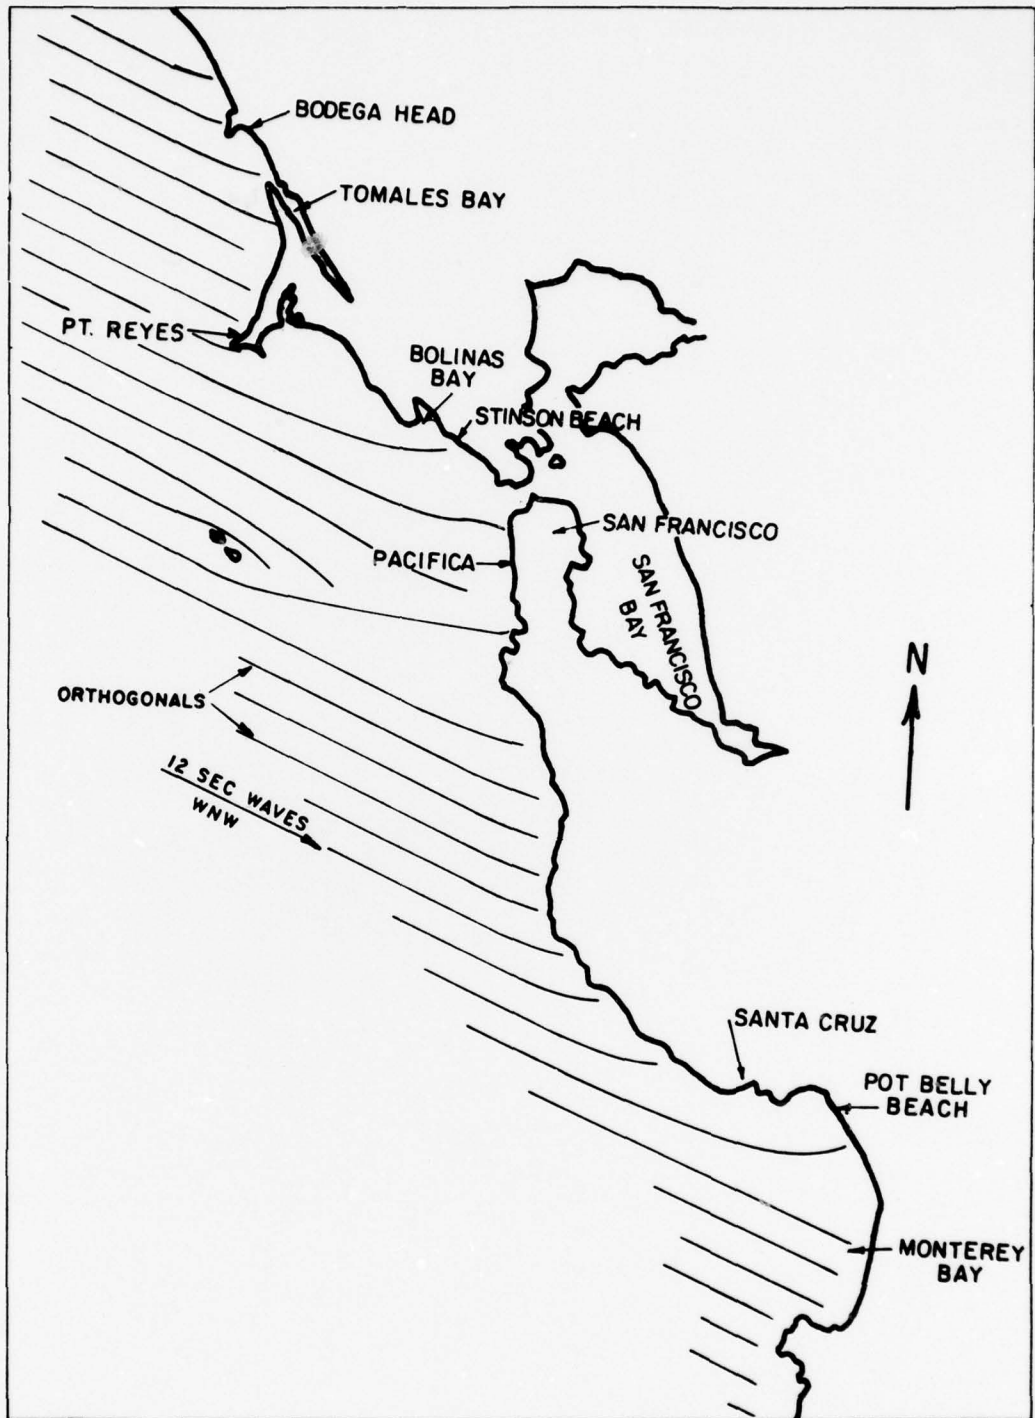 BODEGA HEAD
TOMALES BAY
PT. REYES
BOLINAS
BAY
STINSON BEACH
SAN FRANCISCO
PACIFICA
SAN FRANCISCO
BAY
N
ORTHOGONALS
12 SEC WAVES
WNW
SANTA CRUZ
POT BELLY
BEACH
MONTEREY
BAY